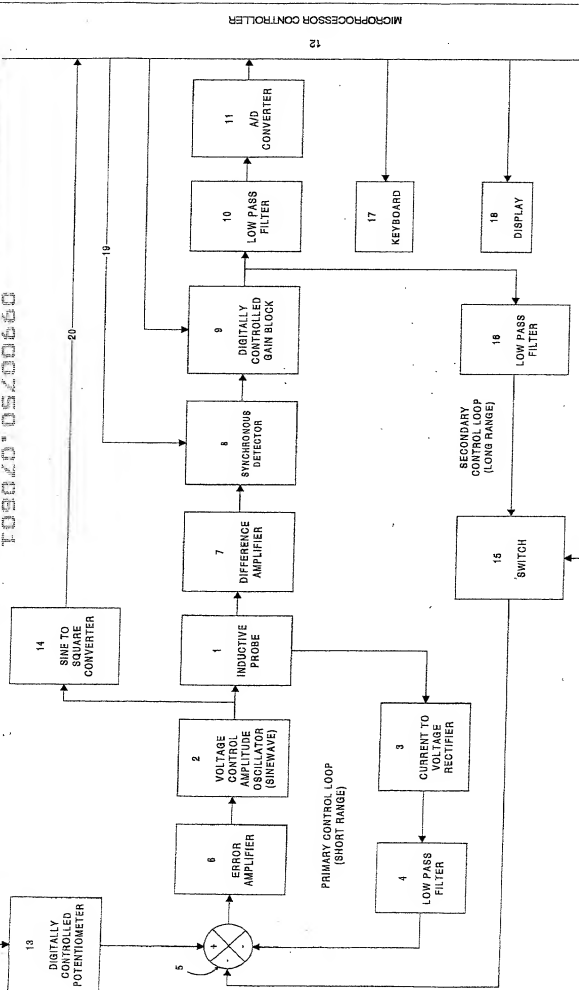 MICROPROCESSOR CONTROLLER
12
20
19
14
SINE TO
SQUARE
CONVERTER
11
A/D
CONVERTER
10
LOW PASS
FILTER
9
DIGITALLY
CONTROLLED
GAIN BLOCK
8
SYNCHRONOUS
DETECTOR
7
DIFFERENCE
AMPLIFIER
1
INDUCTIVE
PROBE
2
VOLTAGE
CONTROL
AMPLITUDE
OSCILLATOR
(SINEWAVE)
6
ERROR
AMPLIFIER
13
DIGITALLY
CONTROLLED
POTENTIOMETER
5
+
-
-
PRIMARY CONTROL LOOP
(SHORT RANGE)
3
CURRENT TO
VOLTAGE
RECTIFIER
4
LOW PASS
FILTER
17
KEYBOARD
18
DISPLAY
16
LOW PASS
FILTER
SECONDARY
CONTROL LOOP
(LONG RANGE)
15
SWITCH